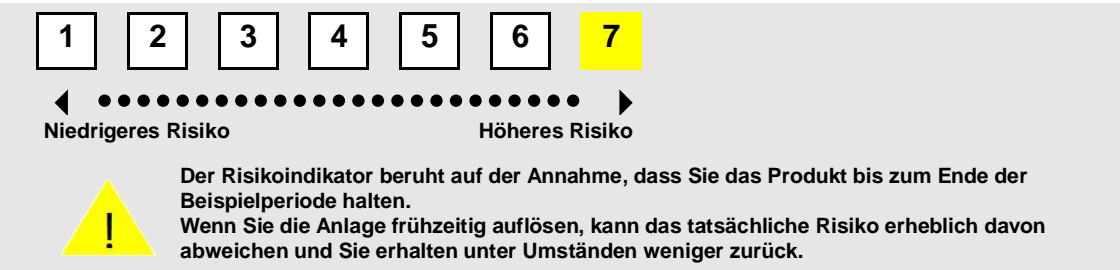 1 2 3 4 5 6 7
Niedrigeres Risiko Höheres Risiko
Der Risikoindikator beruht auf der Annahme, dass Sie das Produkt bis zum Ende der
Beispielperiode halten.
! Wenn Sie die Anlage frühzeitig auflösen, kann das tatsächliche Risiko erheblich davon
abweichen und Sie erhalten unter Umständen weniger zurück.